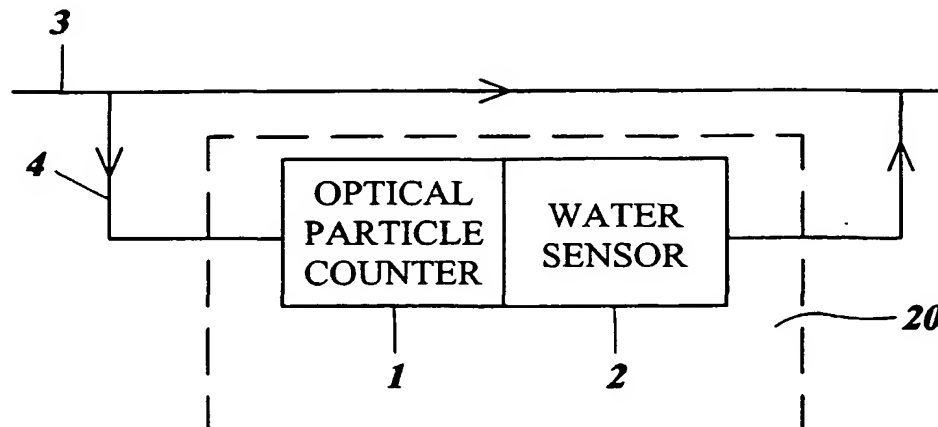 3
4
OPTICAL
PARTICLE
COUNTER
WATER
SENSOR
20
1
2